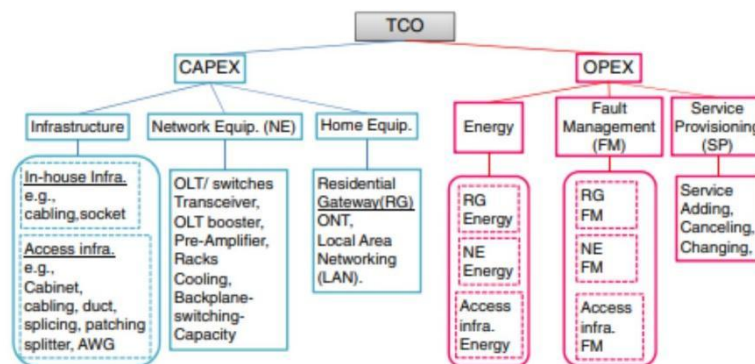 TCO
CAPEX
OPEX
Infrastructure
Network Equip. (NE)
Home Equip.
Energy
Fault
Management
(FM)
Service
Provisioning
(SP)
In-house Infra.
e.g.,
cabling,socket
Access infra.
e.g.,
Cabinet,
cabling, duct,
splicing, patching
splitter, AWG
OLT/ switches
Transceiver,
OLT booster,
Pre-Amplifier,
Racks
Cooling,
Backplane-
switching-
Capacity
Residential
Gateway(RG)
ONT,
Local Area
Networking
(LAN).
RG
Energy
NE
Energy
Access
infra.
Energy
RG
FM
NE
FM
Access
infra.
FM
Service
Adding,
Canceling,
Changing,